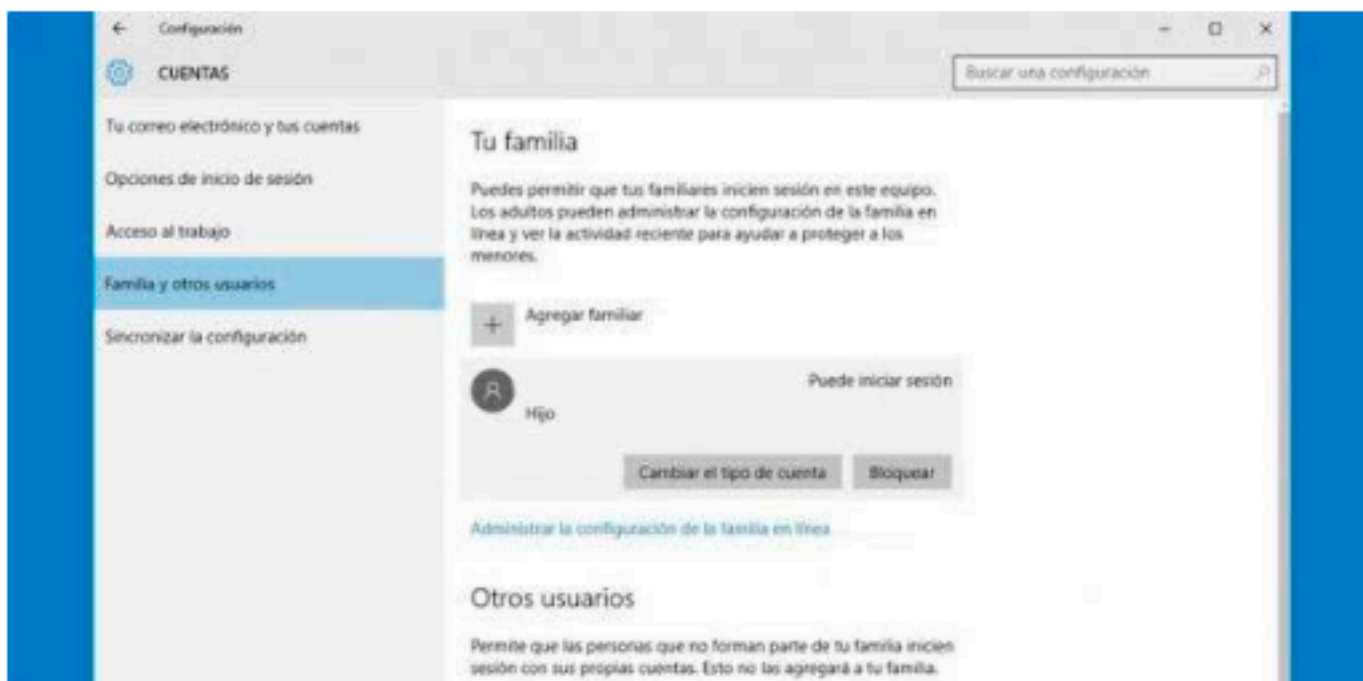 Configuración
CUENTAS
Buscar una configuración
Tu correo electrónico y tus cuentas
Opciones de inicio de sesión
Acceso al trabajo
Familia y otros usuarios
Sincronizar la configuración
Tu familia
Puedes permitir que tus familiares inicien sesión en este equipo.
Los adultos pueden administrar la configuración de la familia en
línea y ver la actividad reciente para ayudar a proteger a los
menores.
Agregar familiar
Puede iniciar sesión
Hijo
Cambiar el tipo de cuenta
Bloquear
Administrar la configuración de la familia en línea
Otros usuarios
Permite que las personas que no forman parte de tu familia inicien
sesión con sus propias cuentas. Esto no las agregará a tu familia.